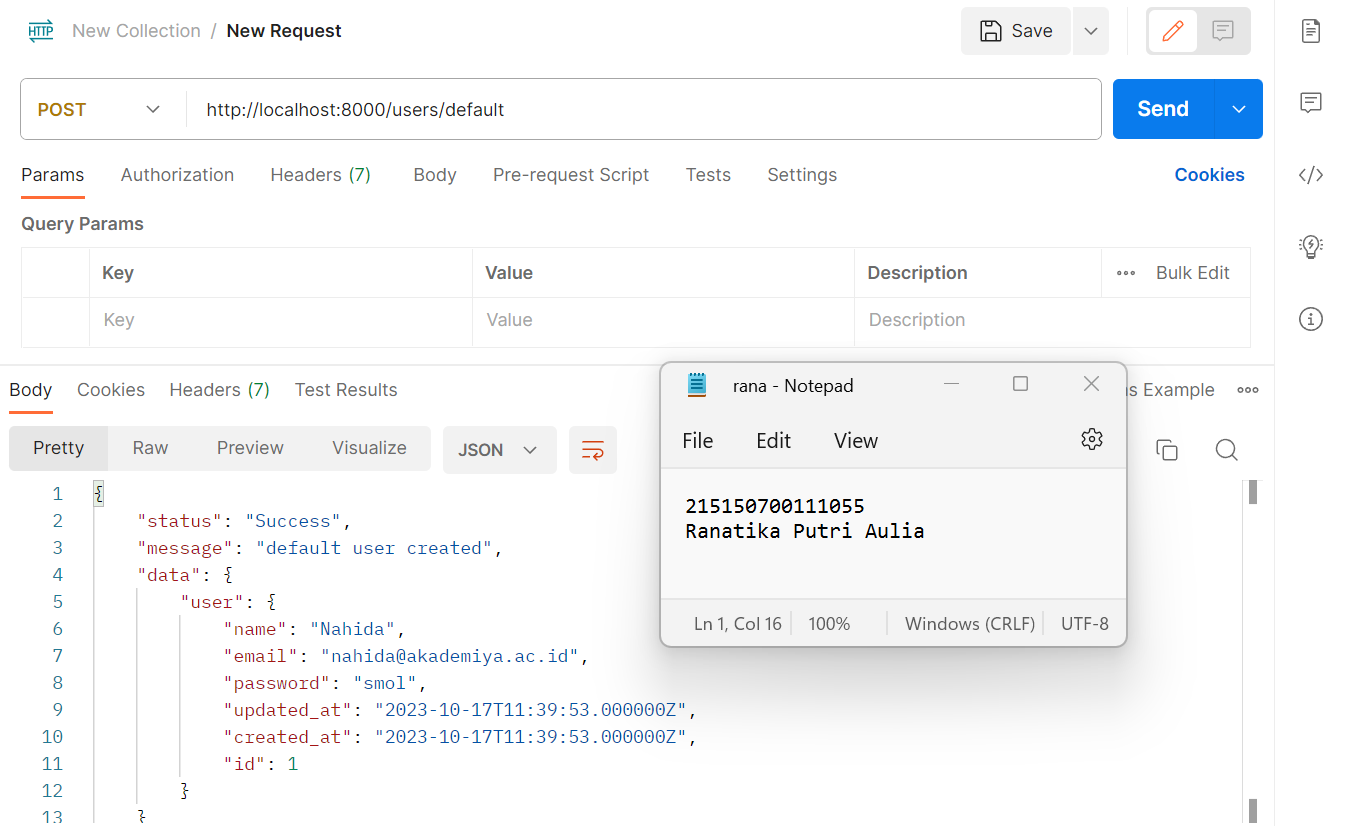 HTTP New Collection / New Request Save
POST http://localhost:8000/users/default Send
Params Authorization Headers (7) Body Pre-request Script Tests Settings Cookies
Query Params
Key Value Description Bulk Edit
Key Value Description
Body Cookies Headers (7) Test Results Example
Pretty Raw Preview Visualize JSON
1 {
2 "status": "Success",
3 "message": "default user created",
4 "data": {
5 "user": {
6 "name": "Nahida",
7 "email": "nahida@akademiya.ac.id",
8 "password": "smol",
9 "updated_at": "2023-10-17T11:39:53.000000Z",
10 "created_at": "2023-10-17T11:39:53.000000Z",
11 "id": 1
12 }
13 }
rana - Notepad
File Edit View
215150700111055
Ranatika Putri Aulia
Ln 1, Col 16 100% Windows (CRLF) UTF-8